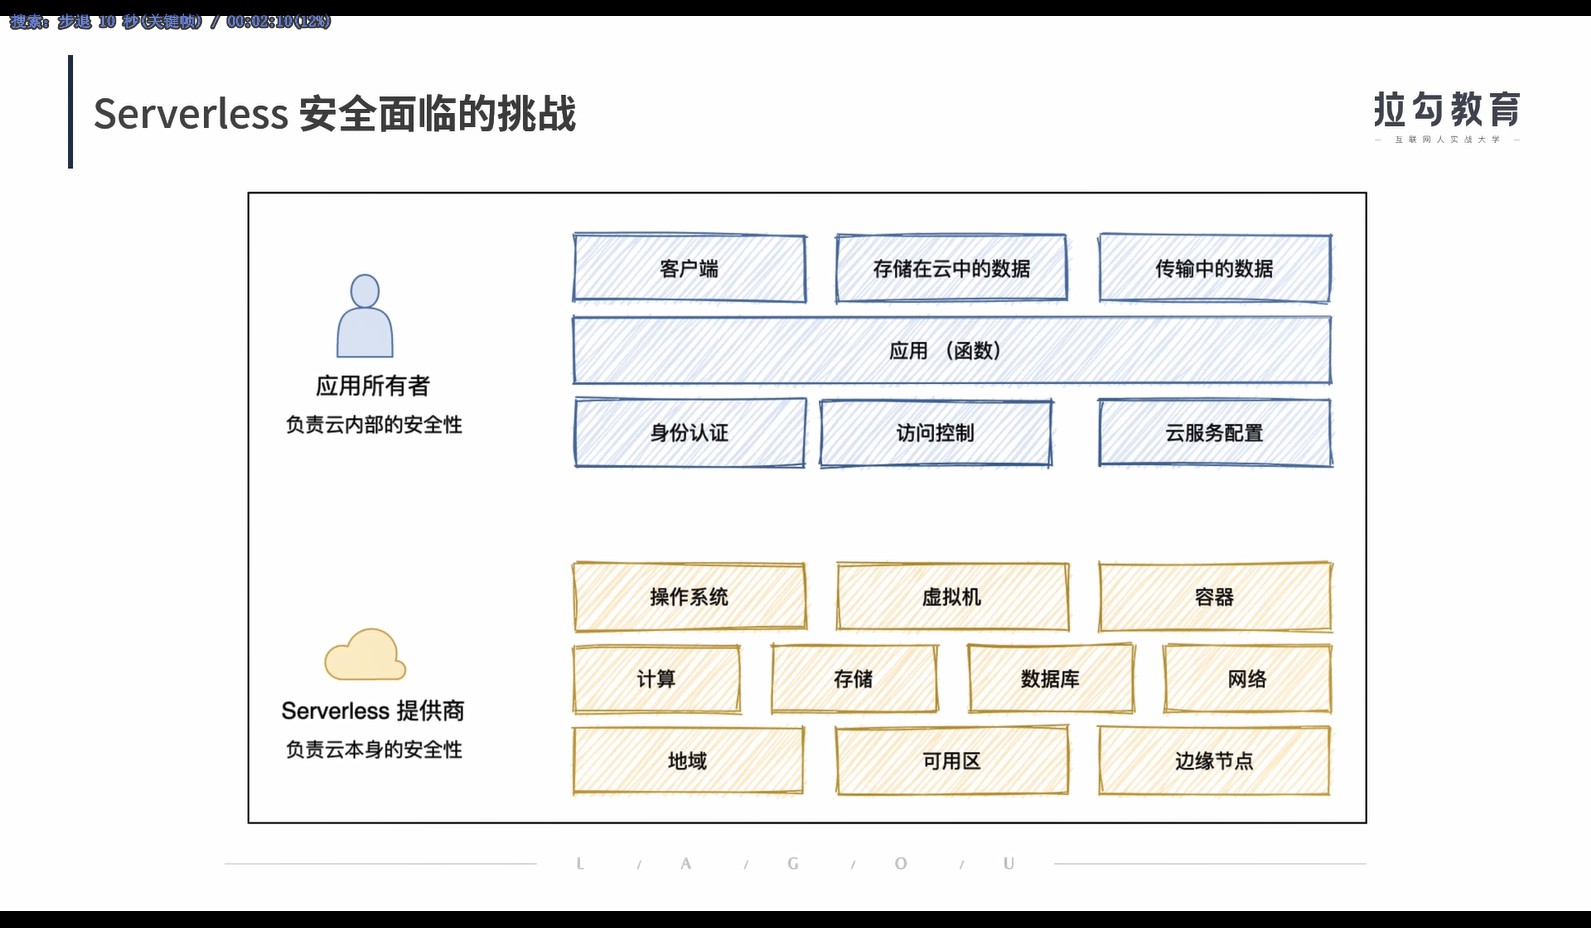 搜索: 步退 10 秒(关键帧) / 00:02:10(12%)
Serverless 安全面临的挑战
拉勾教育
— 互联网人实战大学 —
客户端
存储在云中的数据
传输中的数据
应用 （函数）
应用所有者
负责云内部的安全性
身份认证
访问控制
云服务配置
操作系统
虚拟机
容器
计算
存储
数据库
网络
Serverless 提供商
负责云本身的安全性
地域
可用区
边缘节点
L / A / G / O / U